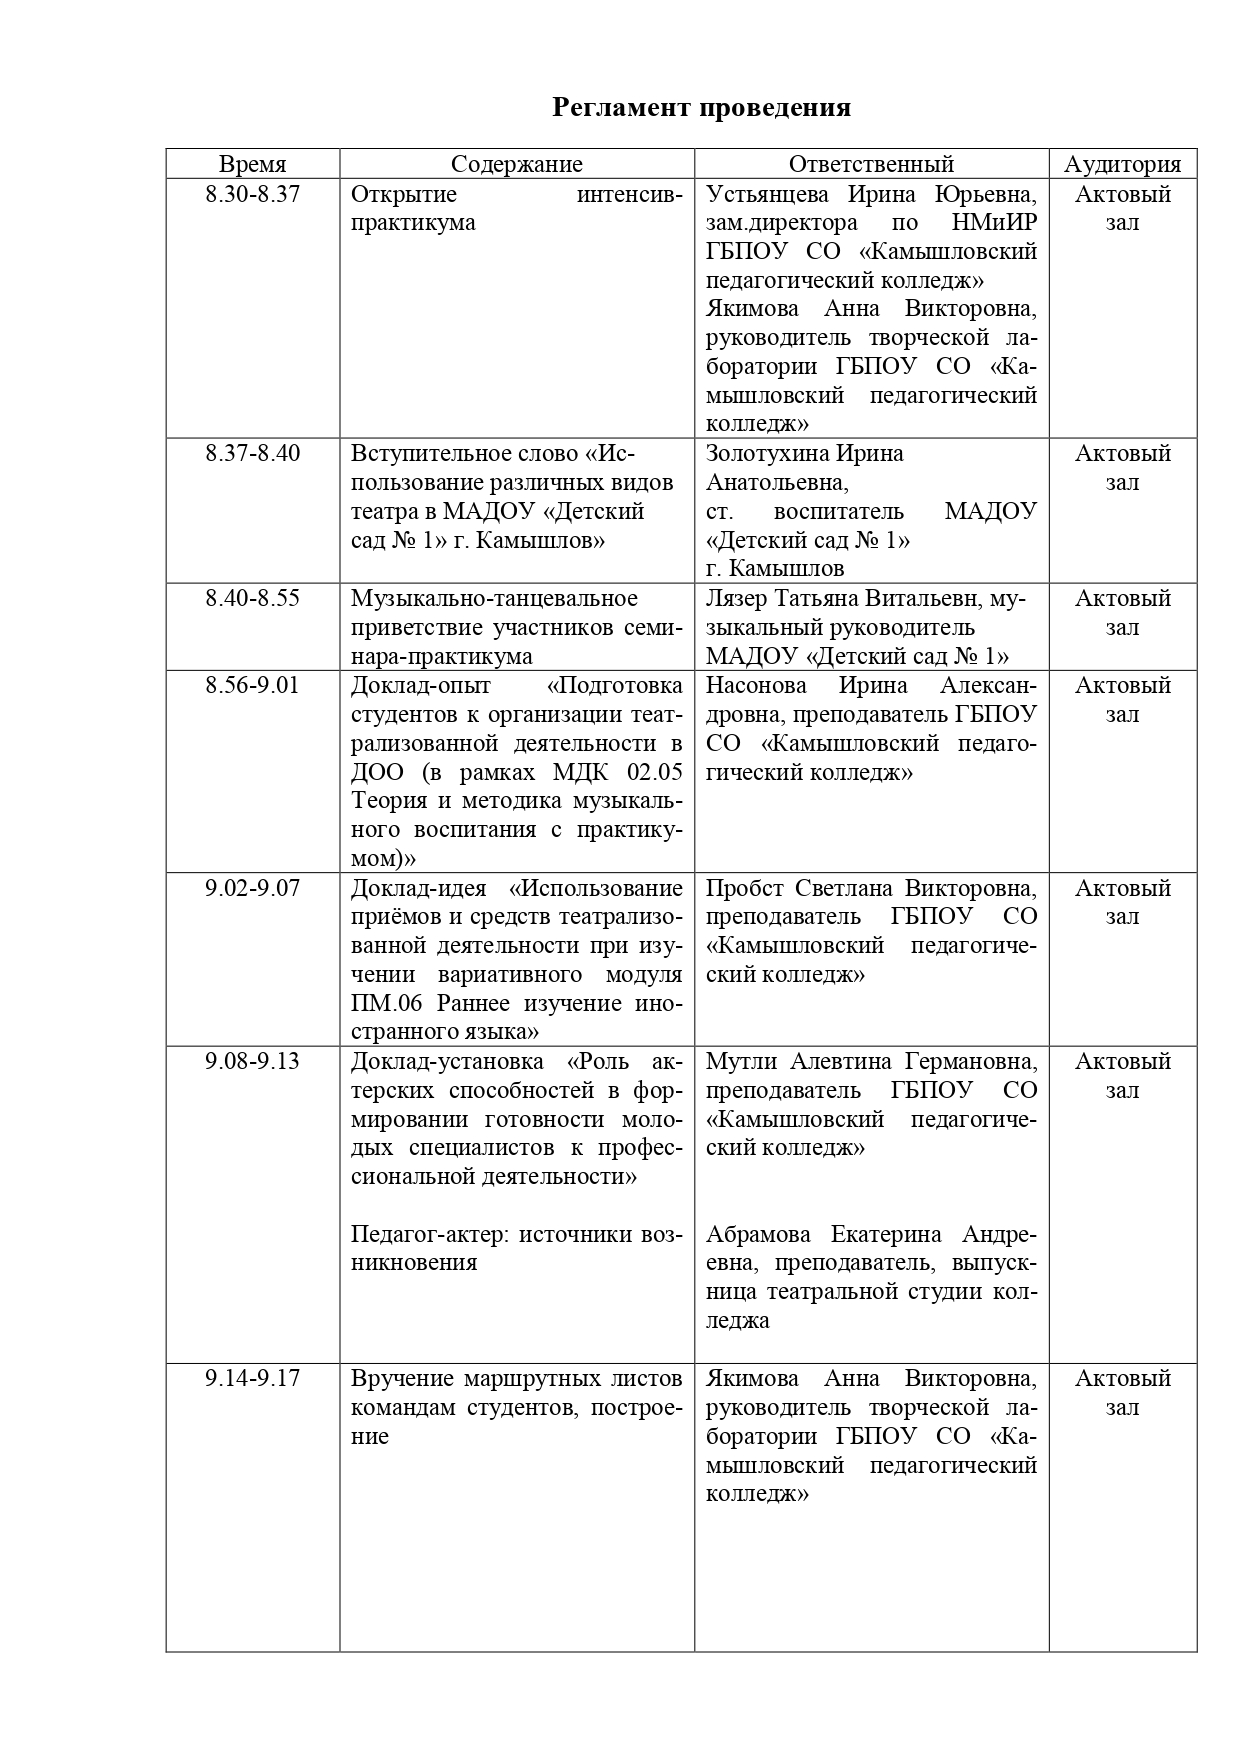 Регламент проведения
Время Содержание Ответственный Аудитория
8.30-8.37
Открытие интенсив-
практикума
Устьянцева Ирина Юрьевна,
зам.директора по НМиИР
ГБПОУ СО «Камышловский
педагогический колледж»
Якимова Анна Викторовна,
руководитель творческой ла-
боратории ГБПОУ СО «Ка-
мышловский педагогический
колледж»
Актовый
зал
8.37-8.40
Вступительное слово «Ис-
пользование различных видов
театра в МАДОУ «Детский
сад № 1» г. Камышлов»
Золотухина Ирина
Анатольевна,
ст. воспитатель МАДОУ
«Детский сад № 1»
г. Камышлов
Актовый
зал
8.40-8.55
Музыкально-танцевальное
приветствие участников семи-
нара-практикума
Лязер Татьяна Витальевн, му-
зыкальный руководитель
МАДОУ «Детский сад № 1»
Актовый
зал
8.56-9.01
Доклад-опыт «Подготовка
студентов к организации теат-
рализованной деятельности в
ДОО (в рамках МДК 02.05
Теория и методика музыкаль-
ного воспитания с практику-
мом)»
Насонова Ирина Алексан-
дровна, преподаватель ГБПОУ
СО «Камышловский педаго-
гический колледж»
Актовый
зал
9.02-9.07
Доклад-идея «Использование
приёмов и средств театрализо-
ванной деятельности при изу-
чении вариативного модуля
ПМ.06 Раннее изучение ино-
странного языка»
Пробст Светлана Викторовна,
преподаватель ГБПОУ СО
«Камышловский педагогиче-
ский колледж»
Актовый
зал
9.08-9.13
Доклад-установка «Роль ак-
терских способностей в фор-
мировании готовности моло-
дых специалистов к профес-
сиональной деятельности»
Педагог-актер: источники воз-
никновения
Мутли Алевтина Германовна,
преподаватель ГБПОУ СО
«Камышловский педагогиче-
ский колледж»
Абрамова Екатерина Андре-
евна, преподаватель, выпуск-
ница театральной студии кол-
леджа
Актовый
зал
9.14-9.17
Вручение маршрутных листов
командам студентов, построе-
ние
Якимова Анна Викторовна,
руководитель творческой ла-
боратории ГБПОУ СО «Ка-
мышловский педагогический
колледж»
Актовый
зал